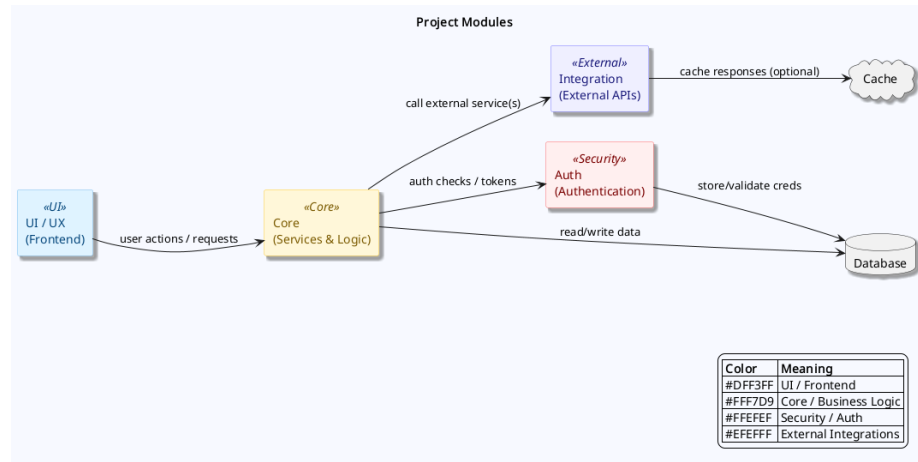 Project Modules
«External»
Integration
(External APIs)
cache responses (optional)
Cache
call external service(s)
«Security»
Auth
(Authentication)
auth checks / tokens
store/validate creds
«UI»
UI / UX
(Frontend)
user actions / requests
«Core»
Core
(Services & Logic)
read/write data
Database
Color Meaning
#DFF3FF UI / Frontend
#FFF7D9 Core / Business Logic
#FFEFEF Security / Auth
#EFEFFF External Integrations